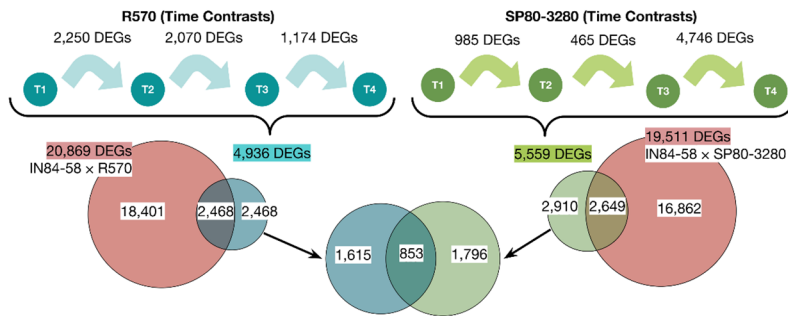 R570 (Time Contrasts)
2,250 DEGs 2,070 DEGs 1,174 DEGs
T1 T2 T3 T4
4,936 DEGs
20,869 DEGs
IN84-58 × R570
18,401 2,468 2,468
SP80-3280 (Time Contrasts)
985 DEGs 465 DEGs 4,746 DEGs
T1 T2 T3 T4
5,559 DEGs
19,511 DEGs
IN84-58 × SP80-3280
2,910 2,649 16,862
1,615 853 1,796